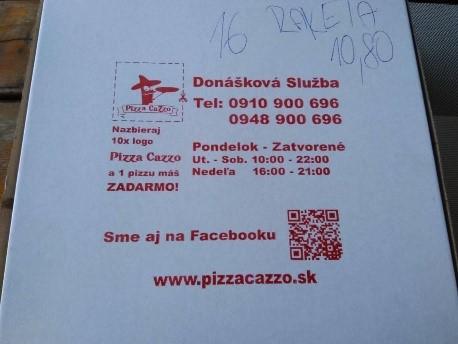 16 RAKETA
10,80
Donášková Služba
Tel: 0910 900 696
0948 900 696
Pizza CaZzo
Nazbieraj
10x logo
Pizza Cazzo
a 1 pizzu máš
ZADARMO!
Pondelok - Zatvorené
Ut. - Sob. 10:00 - 22:00
Nedeľa 16:00 - 21:00
Sme aj na Facebooku
www.pizzacazzo.sk